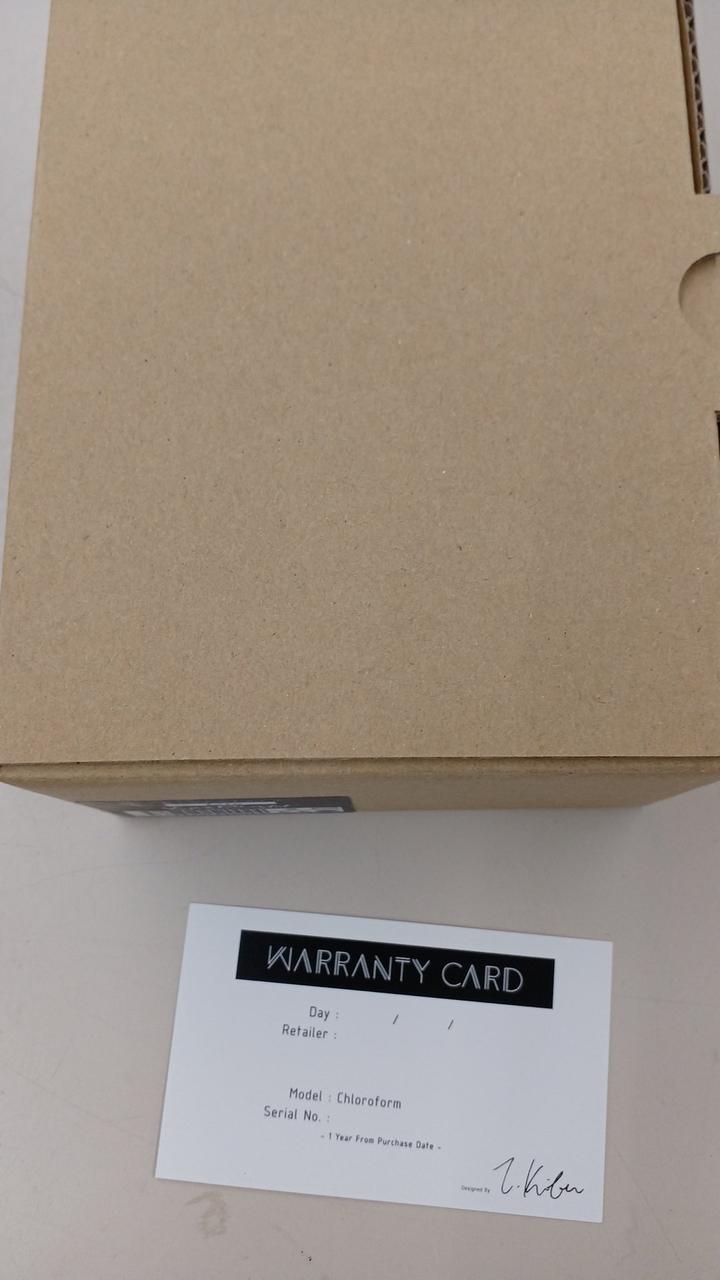 WARRANTY CARD
Day : / /
Retailer :
Model : Chloroform
Serial No. :
- 1 Year From Purchase Date -
Designed By